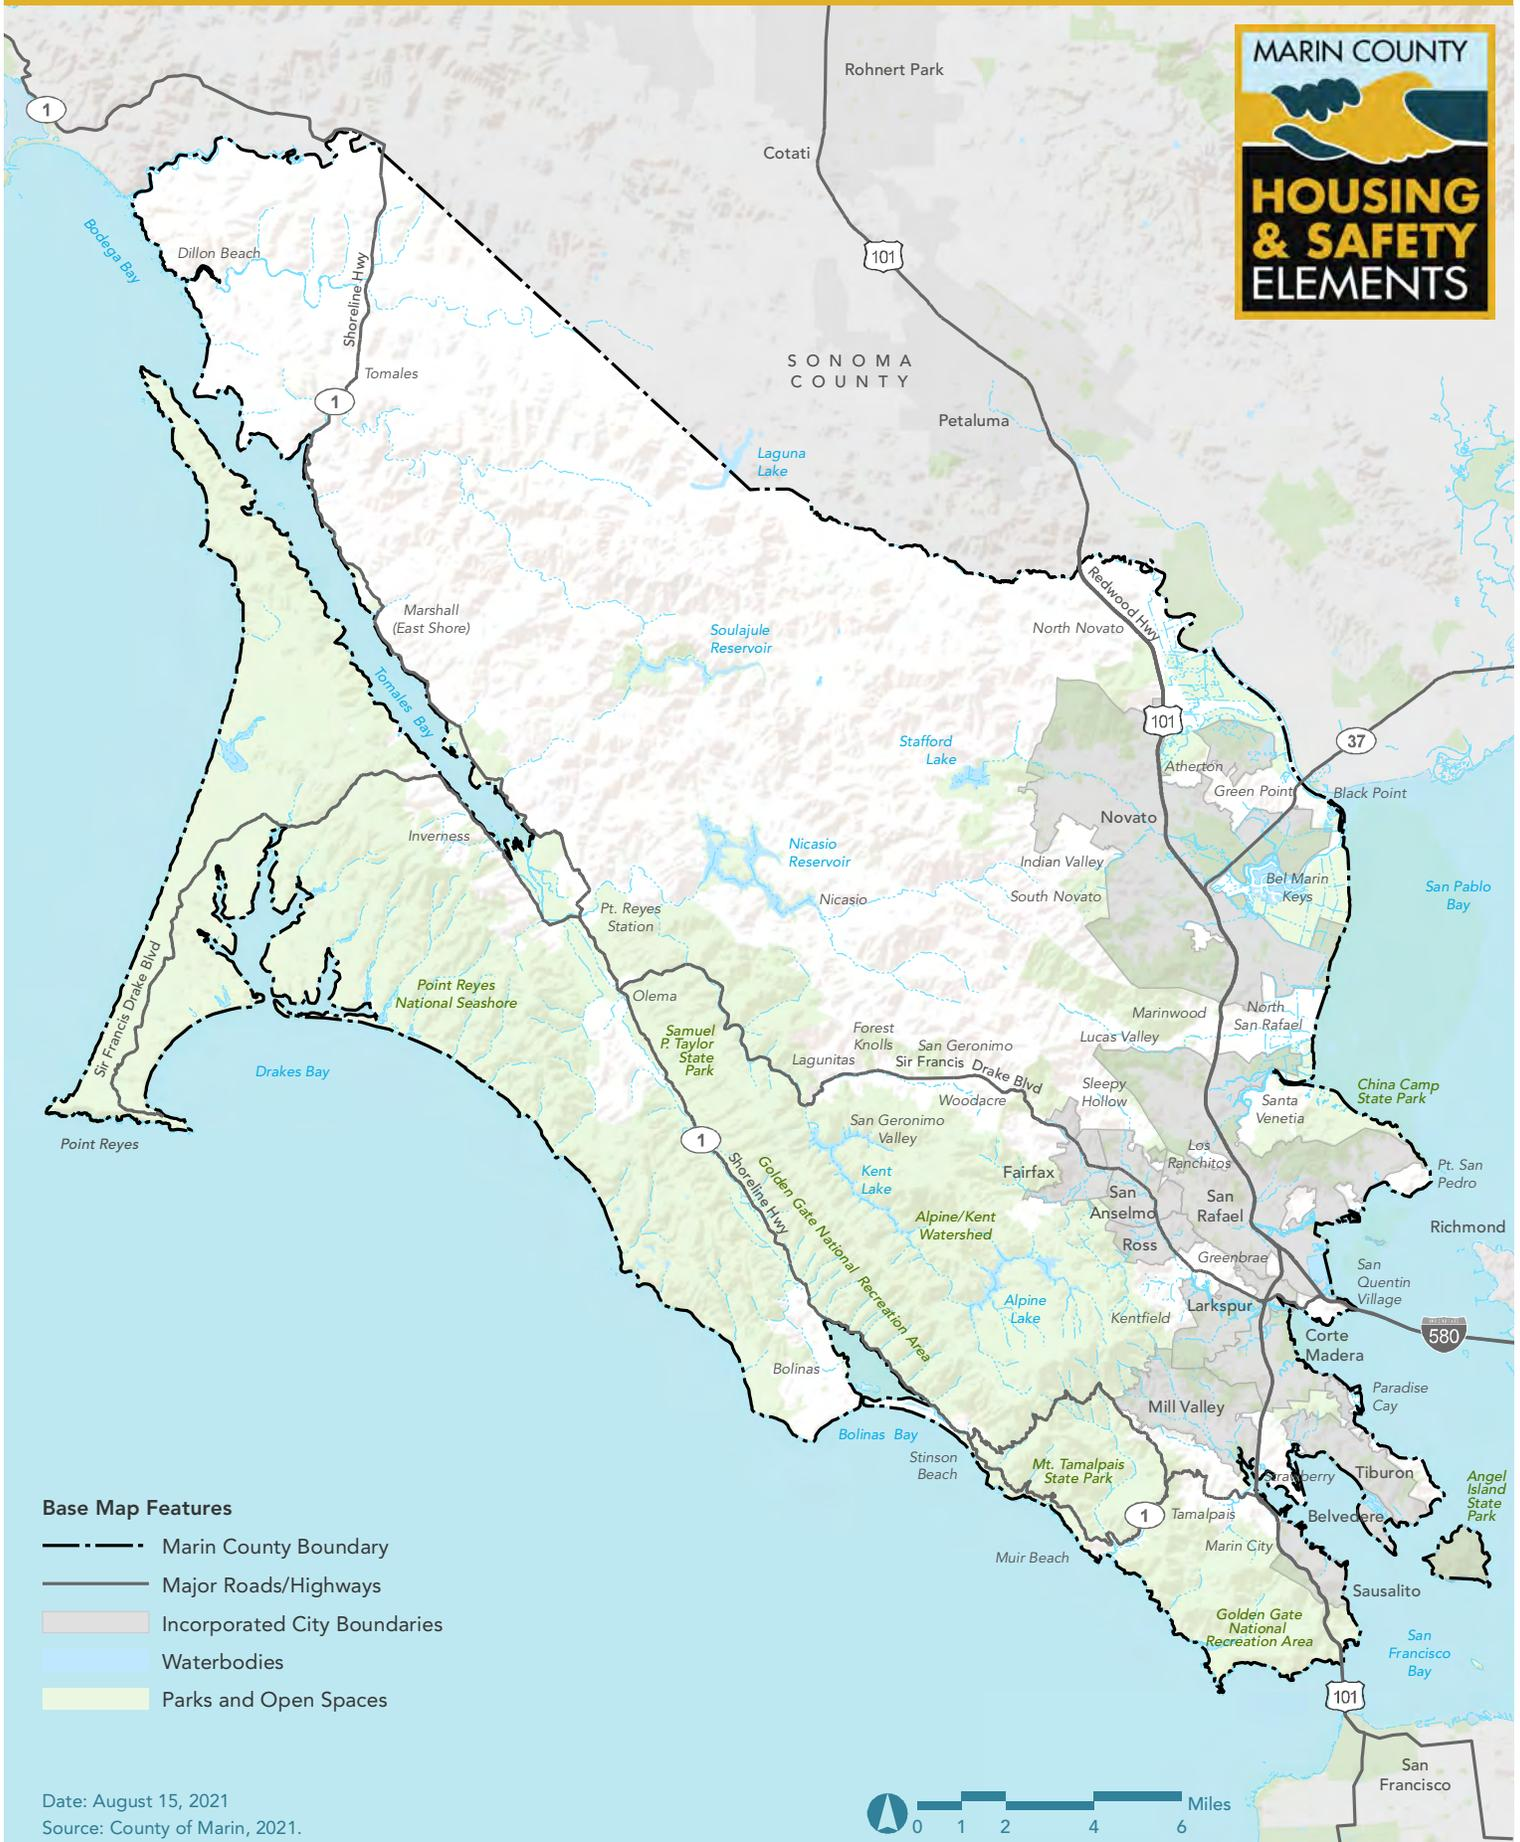 MARIN COUNTY
HOUSING
& SAFETY
ELEMENTS
Rohnert Park
1
Cotati
101
Bodega Bay
Dillon Beach
Shoreline Hwy
SONOMA
COUNTY
Tomales
1
Petaluma
Laguna
Lake
Redwood Hwy
Marshall
(East Shore)
North Novato
Soulajule
Reservoir
Tomales Bay
101
37
Stafford
Lake
Atherton
Green Point
Black Point
Novato
Inverness
Nicasio
Reservoir
Indian Valley
Bel Marin
Keys
San Pablo
Bay
South Novato
Nicasio
Pt. Reyes
Station
Sir Francis Drake Blvd
Point Reyes
National Seashore
Olema
Marinwood
North
San Rafael
Samuel
P. Taylor
State
Park
Forest
Knolls
San Geronimo
Lucas Valley
Lagunitas
Sir Francis Drake Blvd
Drakes Bay
Sleepy
Hollow
China Camp
State Park
Woodacre
Santa
Venetia
San Geronimo
Valley
Point Reyes
1
Shoreline Hwy
Los
Ranchitos
Kent
Lake
Fairfax
Pt. San
Pedro
San
Anselmo
San
Rafael
Golden Gate National Recreation Area
Alpine/Kent
Watershed
Richmond
Ross
Greenbrae
San
Quentin
Village
Alpine
Lake
Larkspur
Kentfield
580
Corte
Madera
Bolinas
Paradise
Cay
Mill Valley
Bolinas Bay
Stinson
Beach
Mt. Tamalpais
State Park
Strawberry
Tiburon
Angel
Island
State
Park
1
Tamalpais
Belvedere
Marin City
Muir Beach
Sausalito
Golden Gate
National
Recreation Area
San
Francisco
Bay
101
San
Francisco
Base Map Features
Marin County Boundary
Major Roads/Highways
Incorporated City Boundaries
Waterbodies
Parks and Open Spaces
Date: August 15, 2021
Source: County of Marin, 2021.
Miles
0 1 2 4 6